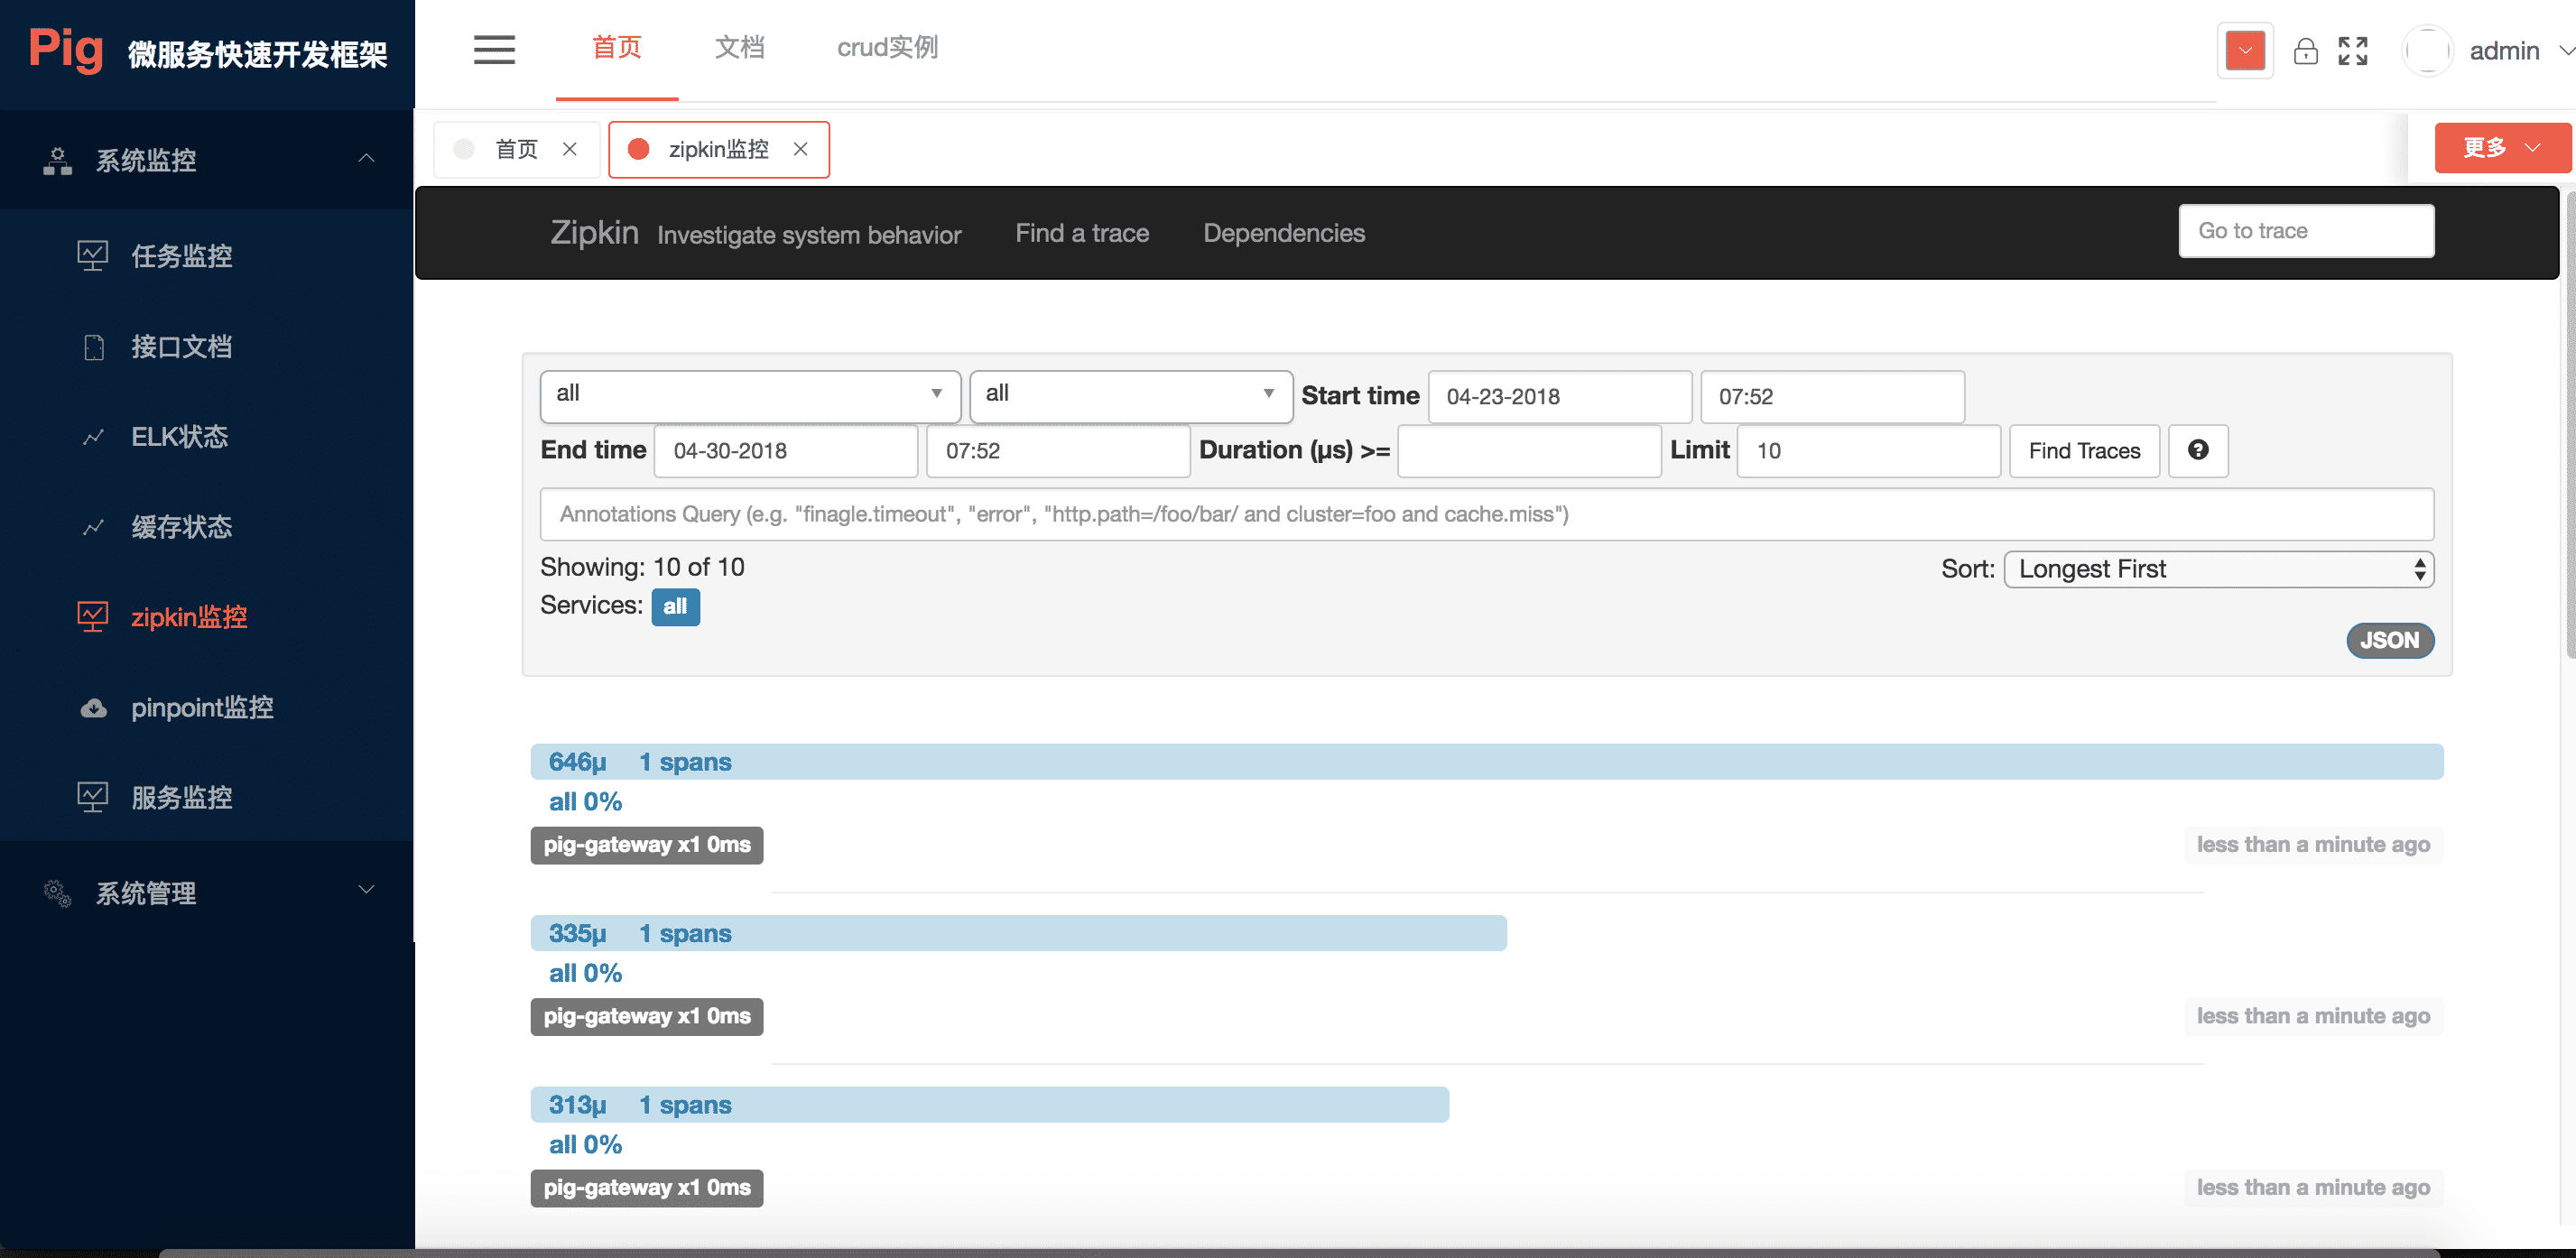 Pig 微服务快速开发框架
首页 文档 crud实例
admin
系统监控
任务监控
接口文档
ELK状态
缓存状态
zipkin监控
pinpoint监控
服务监控
系统管理
首页 zipkin监控
更多
Zipkin Investigate system behavior Find a trace Dependencies
Go to trace
all all Start time 04-23-2018 07:52
End time 04-30-2018 07:52 Duration (μs) >= Limit 10 Find Traces ?
Annotations Query (e.g. "finagle.timeout", "error", "http.path=/foo/bar/ and cluster=foo and cache.miss")
Showing: 10 of 10
Sort: Longest First
Services: all
JSON
646μ 1 spans
all 0%
pig-gateway x1 0ms less than a minute ago
335μ 1 spans
all 0%
pig-gateway x1 0ms less than a minute ago
313μ 1 spans
all 0%
pig-gateway x1 0ms less than a minute ago